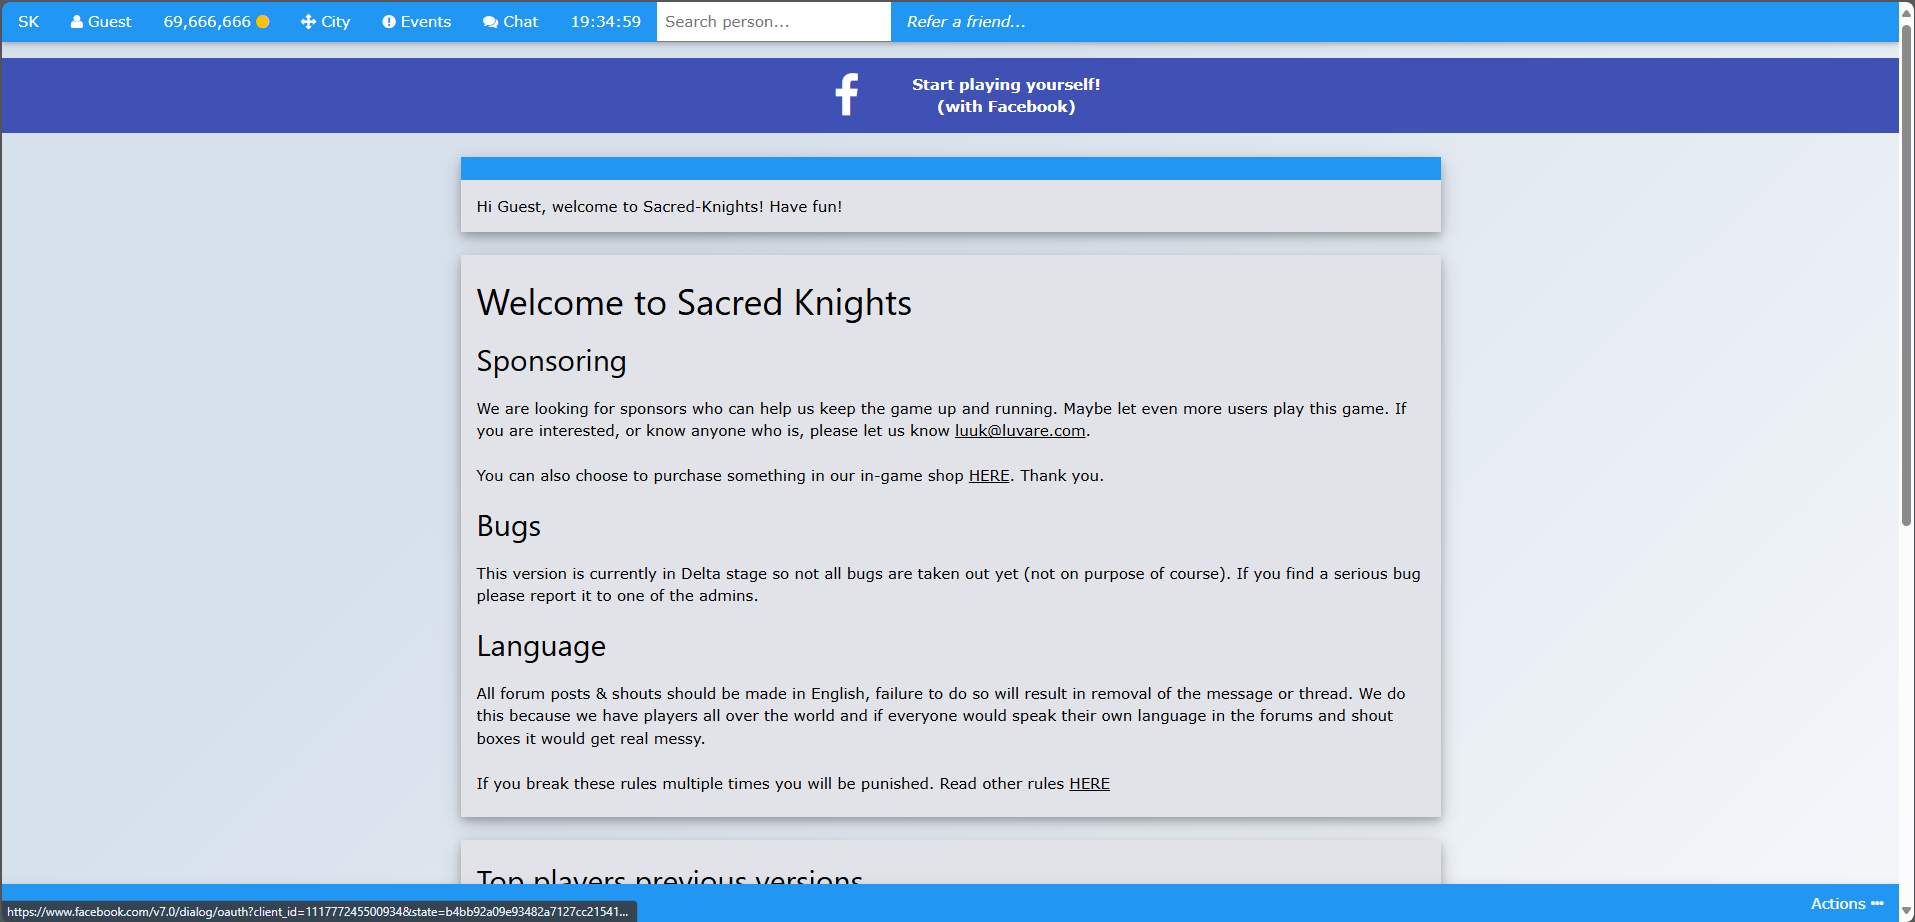 SK Guest 69,666,666 City Events Chat 19:34:59 Search person... Refer a friend...
Start playing yourself!
(with Facebook)
Hi Guest, welcome to Sacred-Knights! Have fun!
Welcome to Sacred Knights
Sponsoring
We are looking for sponsors who can help us keep the game up and running. Maybe let even more users play this game. If
you are interested, or know anyone who is, please let us know luuk@luvare.com.
You can also choose to purchase something in our in-game shop HERE. Thank you.
Bugs
This version is currently in Delta stage so not all bugs are taken out yet (not on purpose of course). If you find a serious bug
please report it to one of the admins.
Language
All forum posts & shouts should be made in English, failure to do so will result in removal of the message or thread. We do
this because we have players all over the world and if everyone would speak their own language in the forums and shout
boxes it would get real messy.
If you break these rules multiple times you will be punished. Read other rules HERE
Top players previous versions
Actions
https://www.facebook.com/v7.0/dialog/oauth?client_id=111777245500934&state=b4bb92a09e93482a7127cc21541...